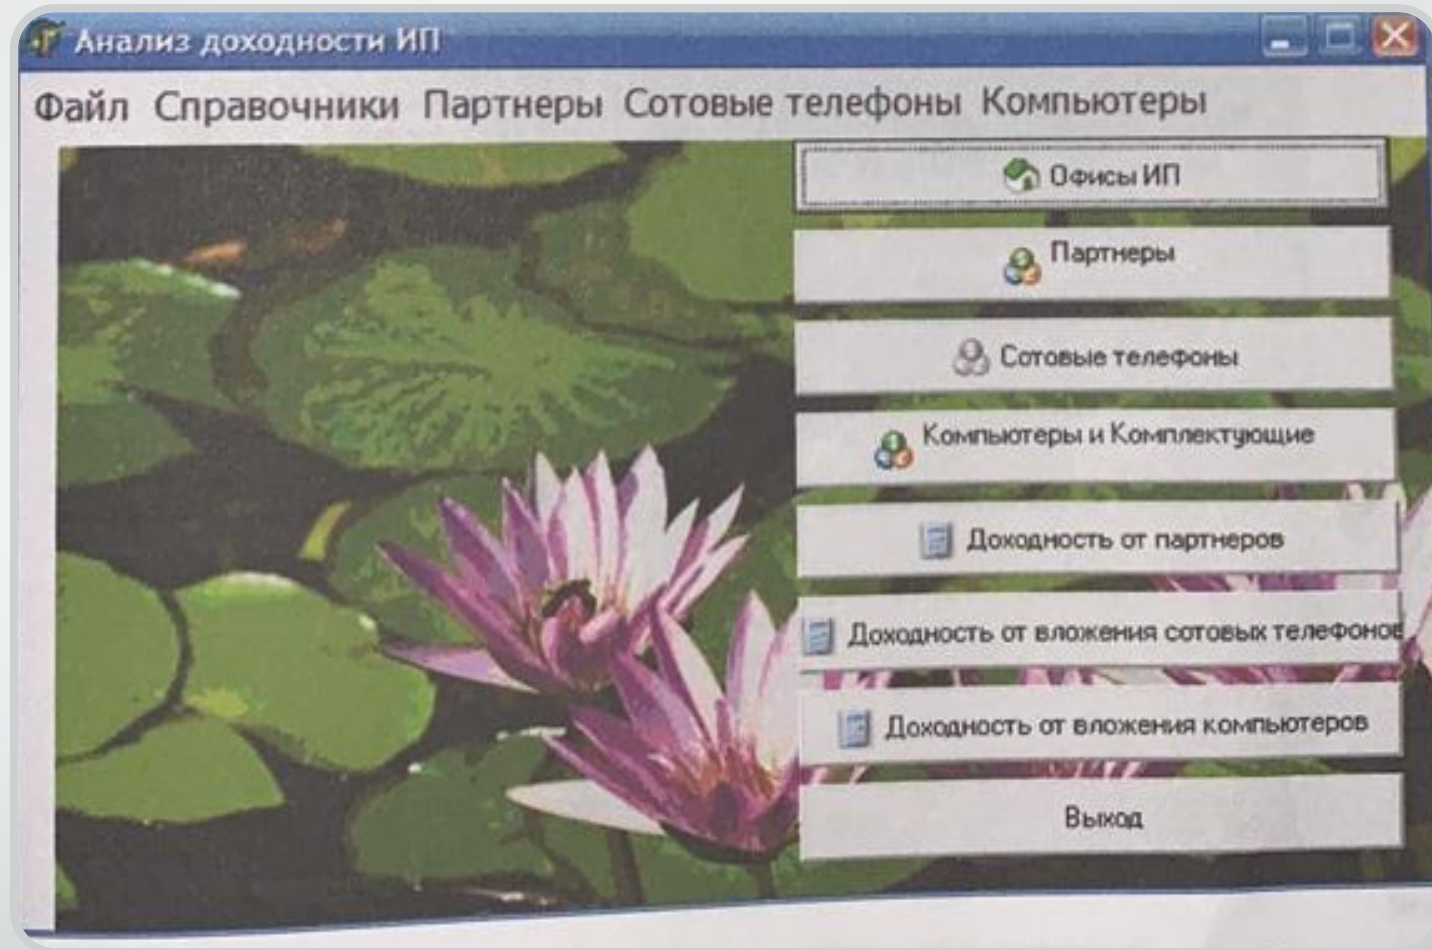 Анализ доходности ИП
Файл Справочники Партнеры Сотовые телефоны Компьютеры
Офисы ИП
Партнеры
Сотовые телефоны
Компьютеры и Комплектующие
Доходность от партнеров
Доходность от вложения сотовых телефонов
Доходность от вложения компьютеров
Выход